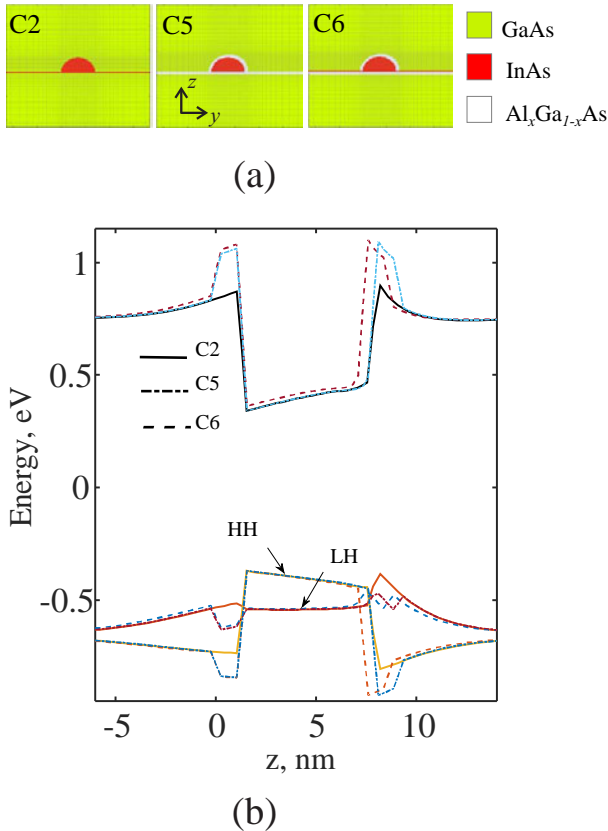 C2 C5 C6
GaAs
InAs
AlxGa1-xAs
z
y
(a)
1
0.5
0
-0.5
C2
C5
C6
HH
LH
Energy, eV
-5 0 5 10
z, nm
(b)